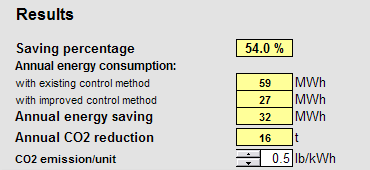 Results
Saving percentage 54.0 %
Annual energy consumption:
with existing control method 59 MWh
with improved control method 27 MWh
Annual energy saving 32 MWh
Annual CO2 reduction 16 t
CO2 emission/unit 0.5 lb/kWh